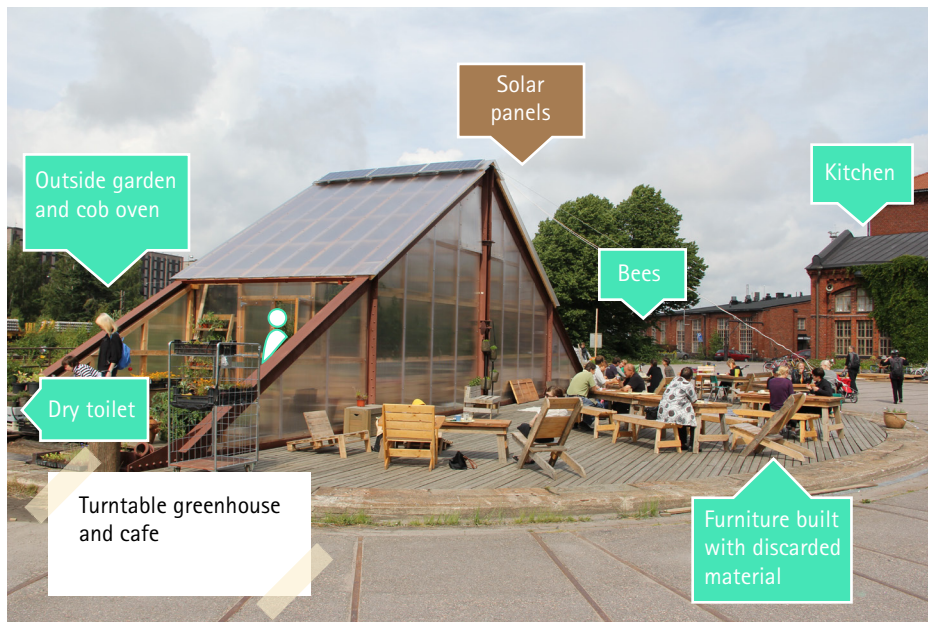 Solar
panels
Outside garden
and cob oven
Kitchen
Bees
Dry toilet
Turntable greenhouse
and cafe
Furniture built
with discarded
material